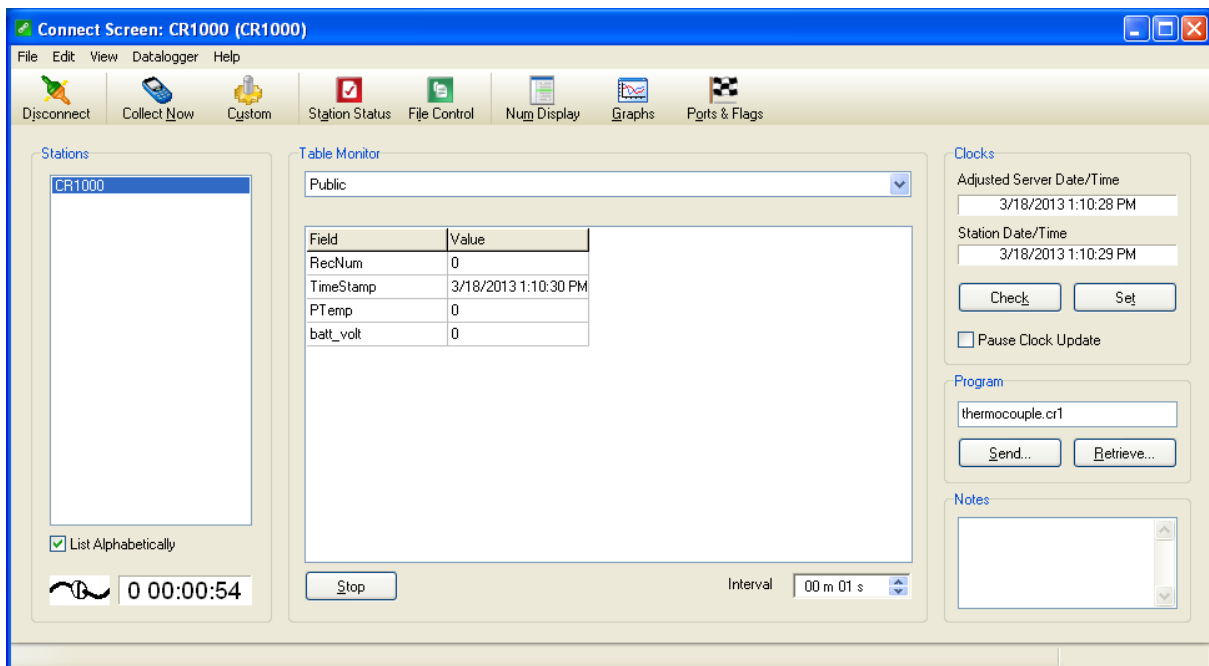 Connect Screen: CR1000 (CR1000)
File Edit View Datalogger Help
Disconnect Collect Now Custom Station Status File Control Num Display Graphs Ports & Flags
Stations
CR1000
List Alphabetically
0 00:00:54
Table Monitor
Public
Field Value
RecNum 0
TimeStamp 3/18/2013 1:10:30 PM
PTemp 0
batt_volt 0
Stop
Interval 00 m 01 s
Clocks
Adjusted Server Date/Time
3/18/2013 1:10:28 PM
Station Date/Time
3/18/2013 1:10:29 PM
Check Set
Pause Clock Update
Program
thermocouple.cr1
Send... Retrieve...
Notes